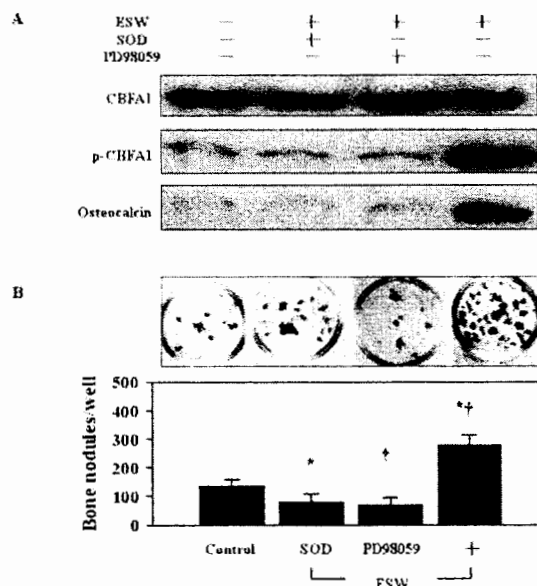 A
ESW — + + +
SOD — + — —
PD98059 — — + —
CBFA1
p-CBFA1
Osteocalcin
B
Bone nodules/well
500
400
300
200
100
0
* † *†
Control SOD PD98059 +
ESW